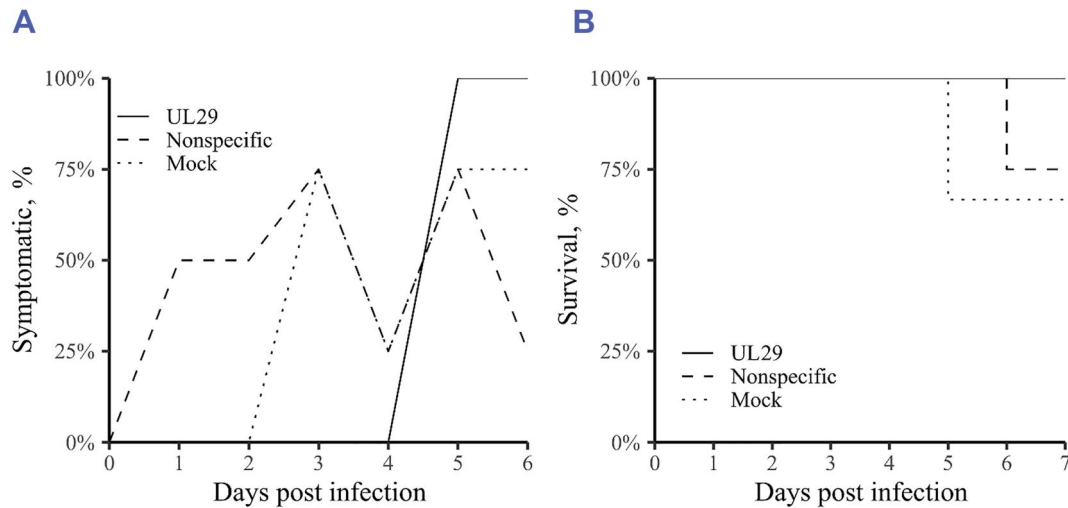 A
100%
75%
50%
25%
0%
Symptomatic, %
UL29
Nonspecific
Mock
0 1 2 3 4 5 6
Days post infection
B
100%
75%
50%
25%
0%
Survival, %
UL29
Nonspecific
Mock
0 1 2 3 4 5 6 7
Days post infection